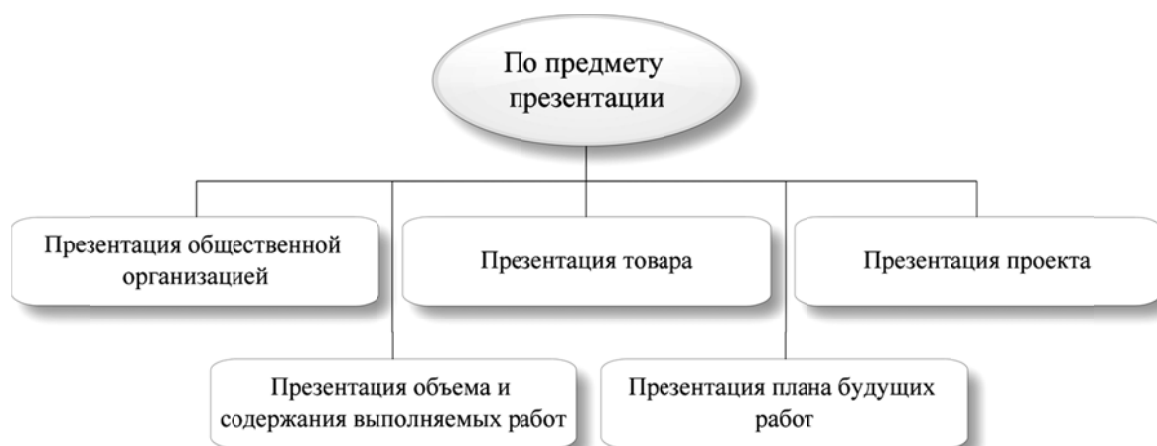 По предмету
презентации
Презентация общественной
организацией
Презентация товара
Презентация проекта
Презентация объема и
содержания выполняемых работ
Презентация плана будущих
работ